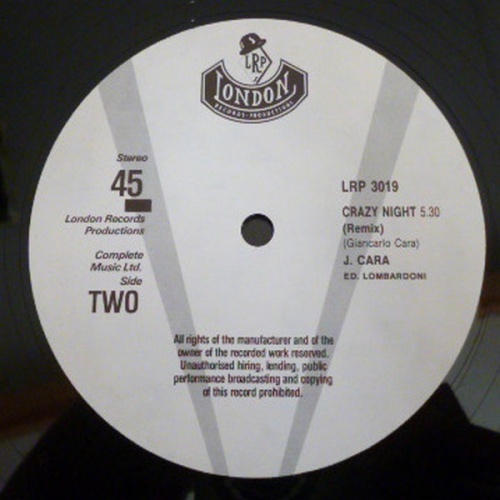 LRP
LONDON
RECORDS · PRODUCTIONS
Stereo
45
London Records
Productions
Complete
Music Ltd.
Side
TWO
LRP 3019
CRAZY NIGHT 5.30
(Remix)
(Giancarlo Cara)
J. CARA
ED. LOMBARDONI
All rights of the manufacturer and of the
owner of the recorded work reserved.
Unauthorised hiring, lending, public
performance broadcasting and copying
of this record prohibited.